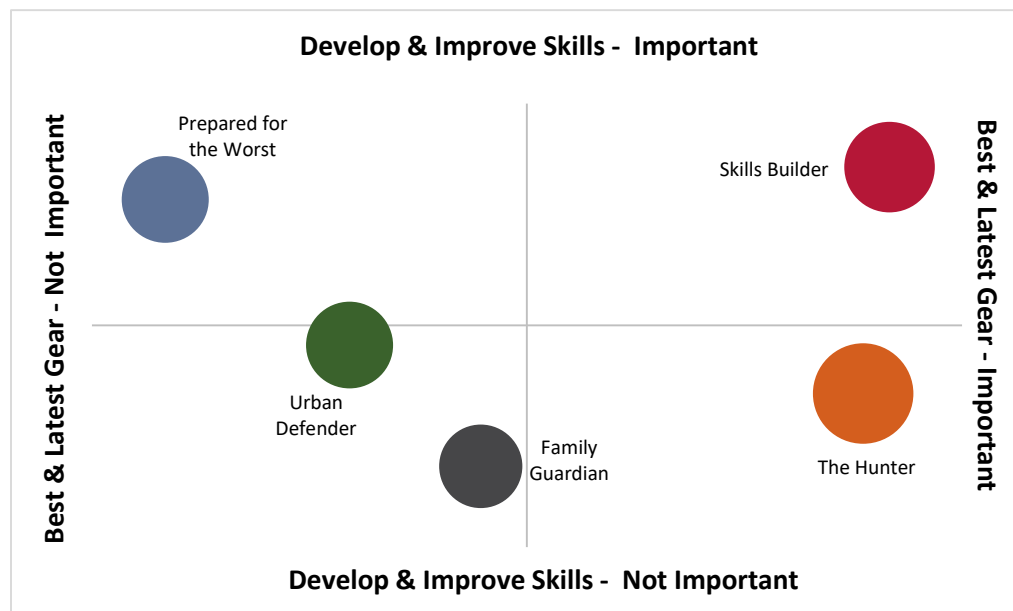 Develop & Improve Skills - Important
Prepared for
the Worst
Skills Builder
Best & Latest Gear - Not Important
Best & Latest Gear - Important
Urban
Defender
Family
Guardian
The Hunter
Develop & Improve Skills - Not Important